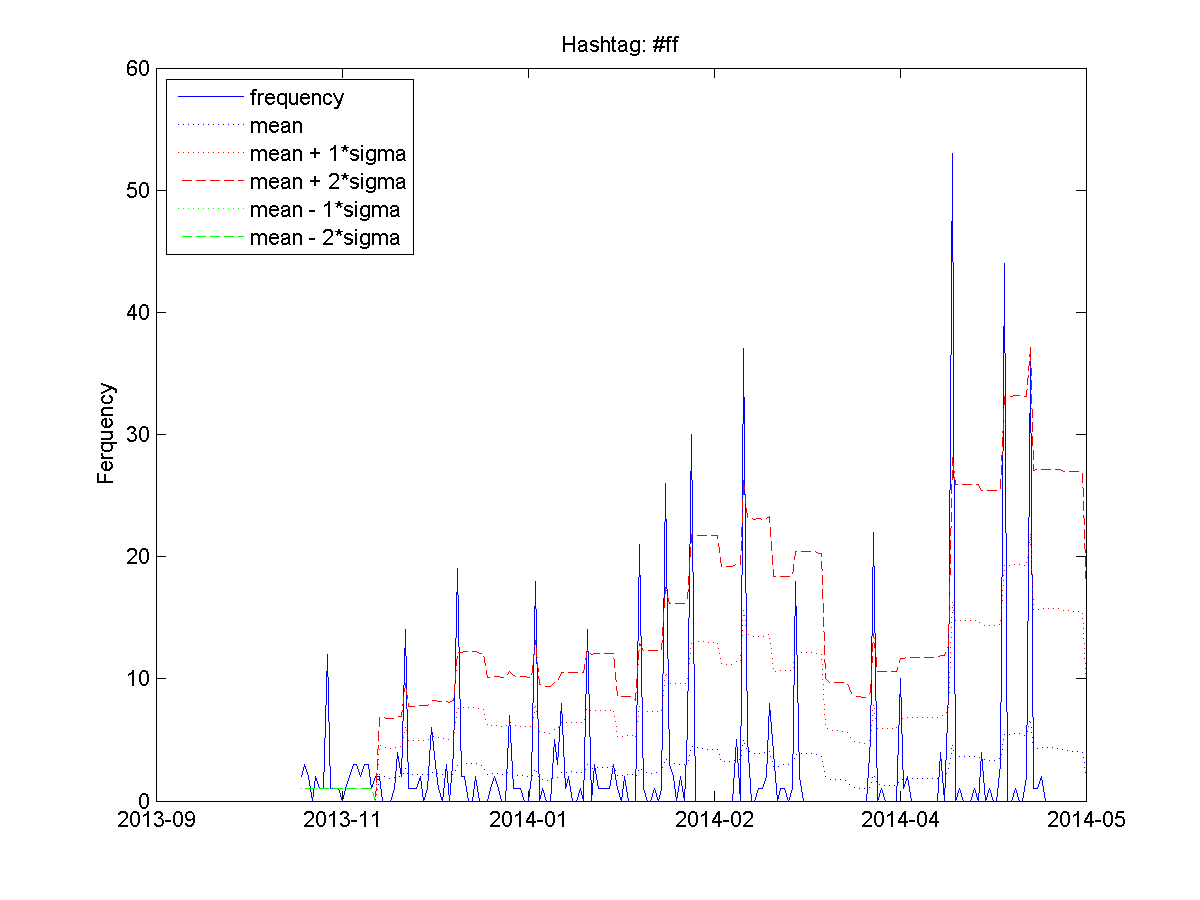 Hashtag: #ff
60
50
40
30
20
10
0
Ferquency
frequency
mean
mean + 1*sigma
mean + 2*sigma
mean - 1*sigma
mean - 2*sigma
2013-09
2013-11
2014-01
2014-02
2014-04
2014-05